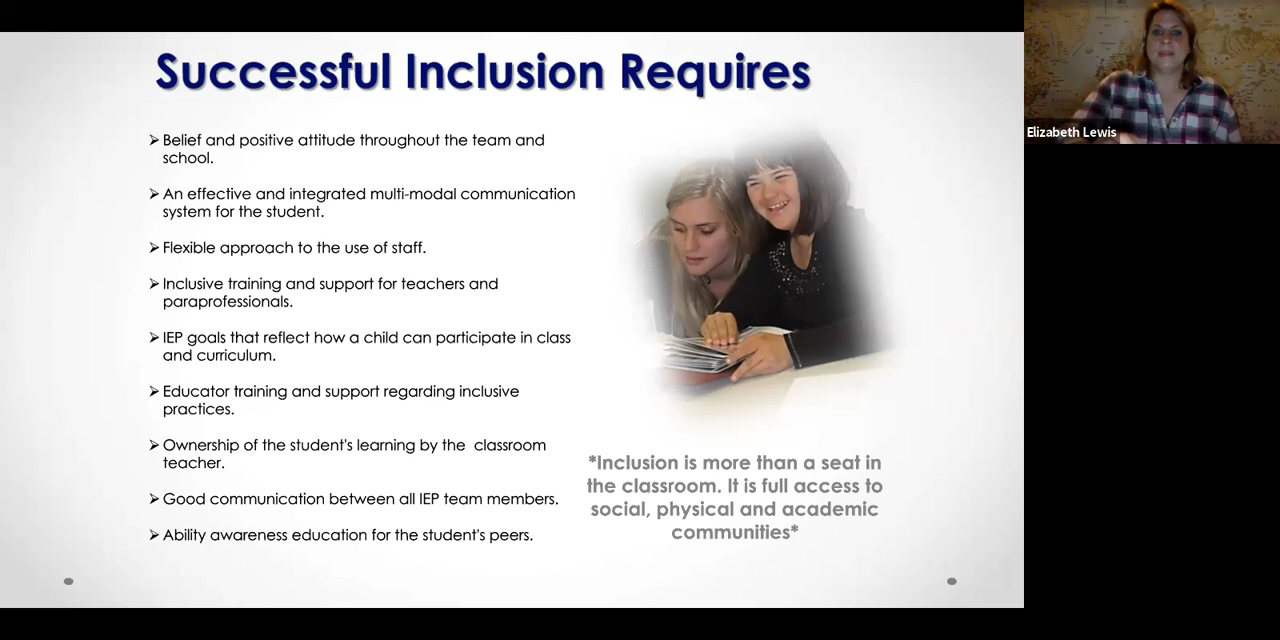 Successful Inclusion Requires
➢Belief and positive attitude throughout the team and
school.
➢An effective and integrated multi-modal communication
system for the student.
➢Flexible approach to the use of staff.
➢Inclusive training and support for teachers and
paraprofessionals.
➢IEP goals that reflect how a child can participate in class
and curriculum.
➢Educator training and support regarding inclusive
practices.
➢Ownership of the student's learning by the  classroom
teacher.
➢Good communication between all IEP team members.
➢Ability awareness education for the student's peers.
*Inclusion is more than a seat in
the classroom. It is full access to
social, physical and academic
communities*
Elizabeth Lewis